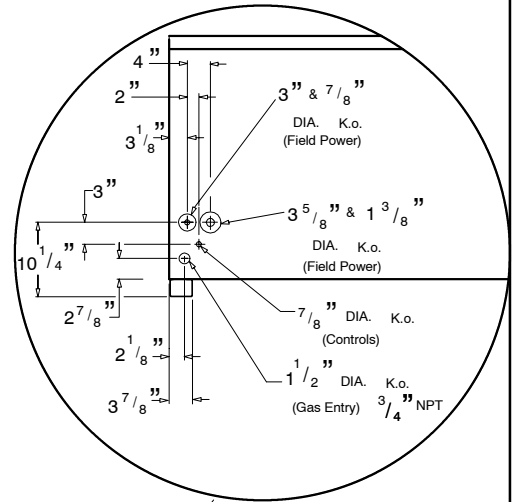 4”
2”
3 1/8”
3”
10 1/4”
2 7/8”
2 1/8”
3 7/8”
3” & 7/8”
DIA. K.o.
(Field Power)
3 5/8” & 1 3/8”
DIA. K.o.
(Field Power)
7/8” DIA. K.o.
(Controls)
1 1/2” DIA. K.o.
(Gas Entry) 3/4” NPT